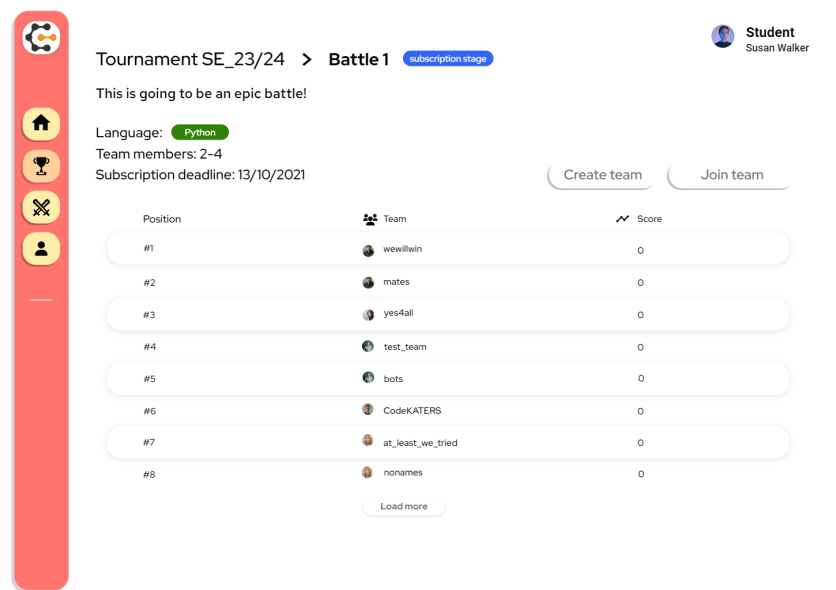 Student
Susan Walker
Tournament SE_23/24 > Battle 1 subscription stage
This is going to be an epic battle!
Language: Python
Team members: 2-4
Subscription deadline: 13/10/2021
Create team Join team
Position Team Score
#1 wewillwin 0
#2 mates 0
#3 yes4all 0
#4 test_team 0
#5 bots 0
#6 CodeKATERS 0
#7 at_least_we_tried 0
#8 nonames 0
Load more